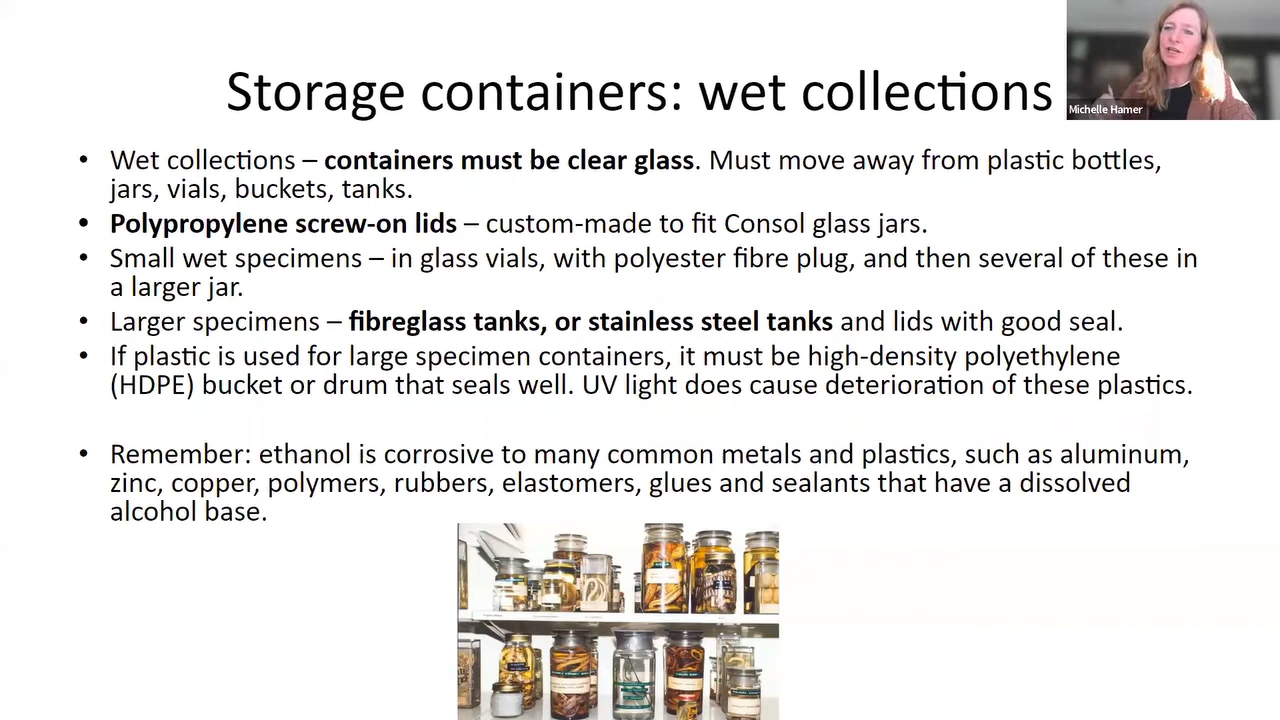 Storage containers: wet collections
Michelle Hamer
• Wet collections – containers must be clear glass. Must move away from plastic bottles,
jars, vials, buckets, tanks.
• Polypropylene screw-on lids – custom-made to fit Consol glass jars.
• Small wet specimens – in glass vials, with polyester fibre plug, and then several of these in
a larger jar.
• Larger specimens – fibreglass tanks, or stainless steel tanks and lids with good seal.
• If plastic is used for large specimen containers, it must be high-density polyethylene
(HDPE) bucket or drum that seals well. UV light does cause deterioration of these plastics.
• Remember: ethanol is corrosive to many common metals and plastics, such as aluminum,
zinc, copper, polymers, rubbers, elastomers, glues and sealants that have a dissolved
alcohol base.